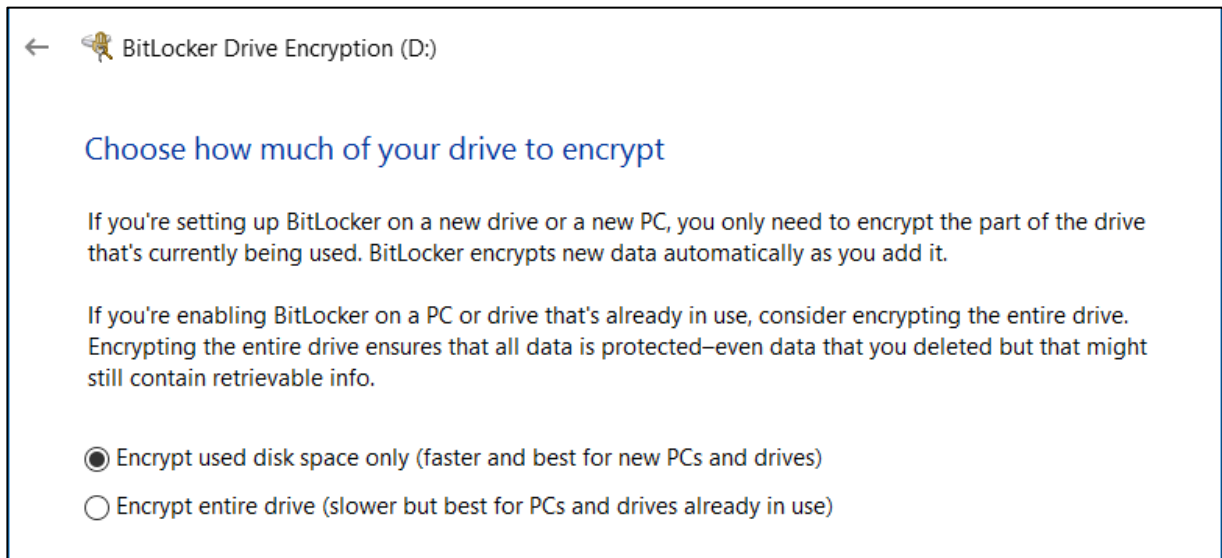 BitLocker Drive Encryption (D:)
Choose how much of your drive to encrypt
If you're setting up BitLocker on a new drive or a new PC, you only need to encrypt the part of the drive
that's currently being used. BitLocker encrypts new data automatically as you add it.
If you're enabling BitLocker on a PC or drive that's already in use, consider encrypting the entire drive.
Encrypting the entire drive ensures that all data is protected–even data that you deleted but that might
still contain retrievable info.
Encrypt used disk space only (faster and best for new PCs and drives)
Encrypt entire drive (slower but best for PCs and drives already in use)